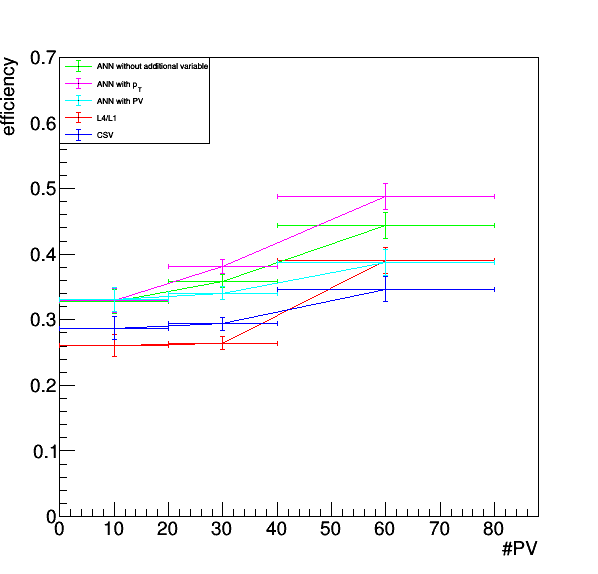 efficiency
0.7
0.6
0.5
0.4
0.3
0.2
0.1
0
ANN without additional variable
ANN with p_T
ANN with PV
L4/L1
CSV
0 10 20 30 40 50 60 70 80
#PV